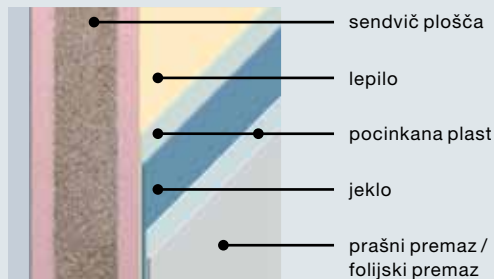 sendvič plošča
lepilo
pocinkana plast
jeklo
prašni premaz /
folijski premaz